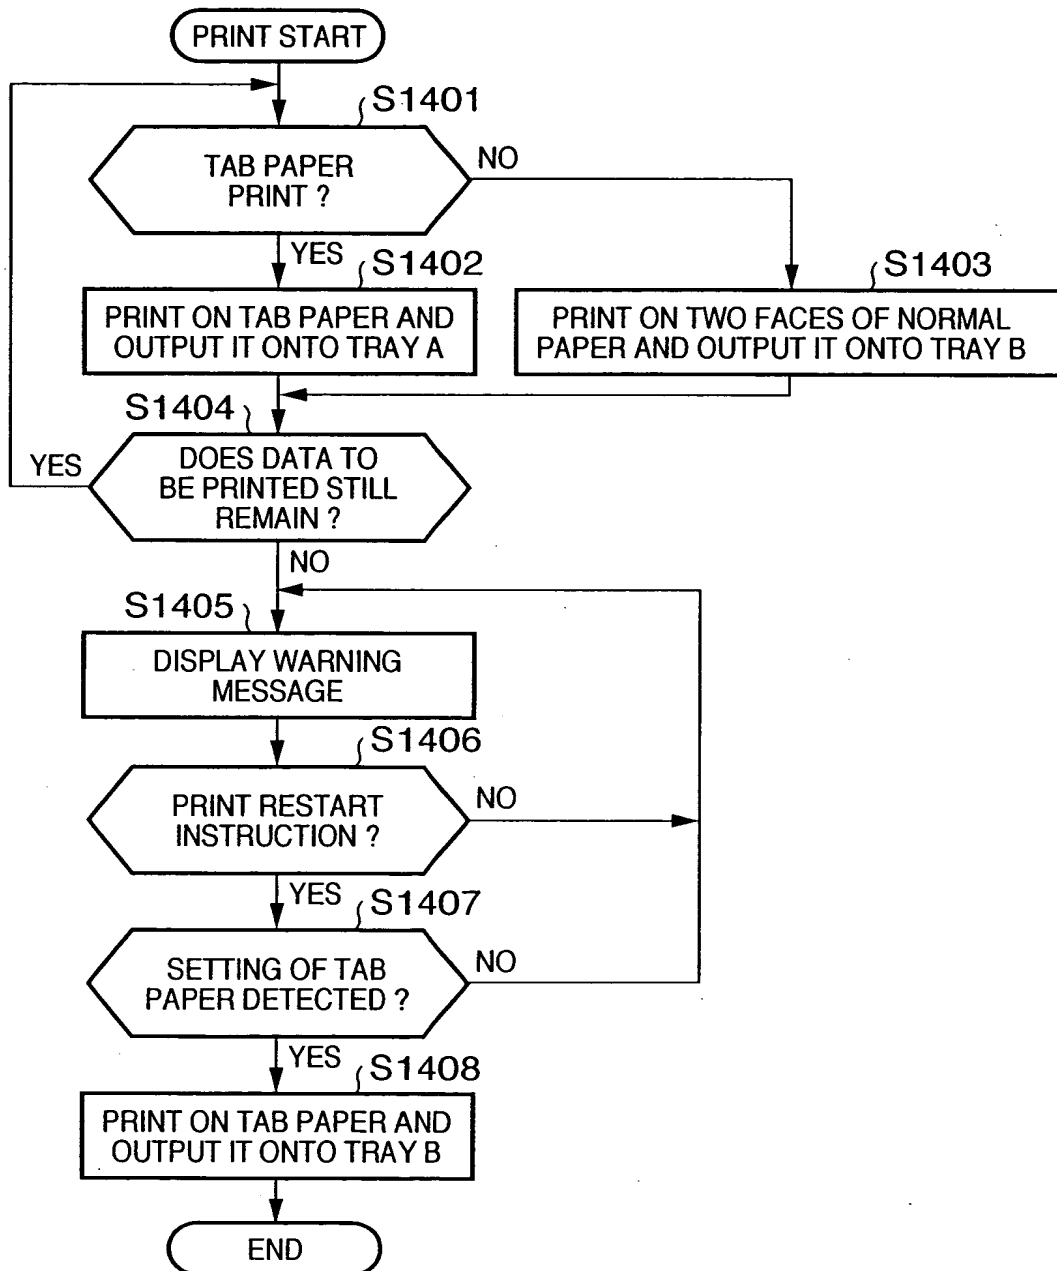 PRINT START
S1401
TAB PAPER
PRINT ?
NO
YES
S1402
S1403
PRINT ON TAB PAPER AND
OUTPUT IT ONTO TRAY A
PRINT ON TWO FACES OF NORMAL
PAPER AND OUTPUT IT ONTO TRAY B
S1404
YES
DOES DATA TO
BE PRINTED STILL
REMAIN ?
NO
S1405
DISPLAY WARNING
MESSAGE
S1406
PRINT RESTART
INSTRUCTION ?
NO
YES
S1407
SETTING OF TAB
PAPER DETECTED ?
NO
YES
S1408
PRINT ON TAB PAPER AND
OUTPUT IT ONTO TRAY B
END